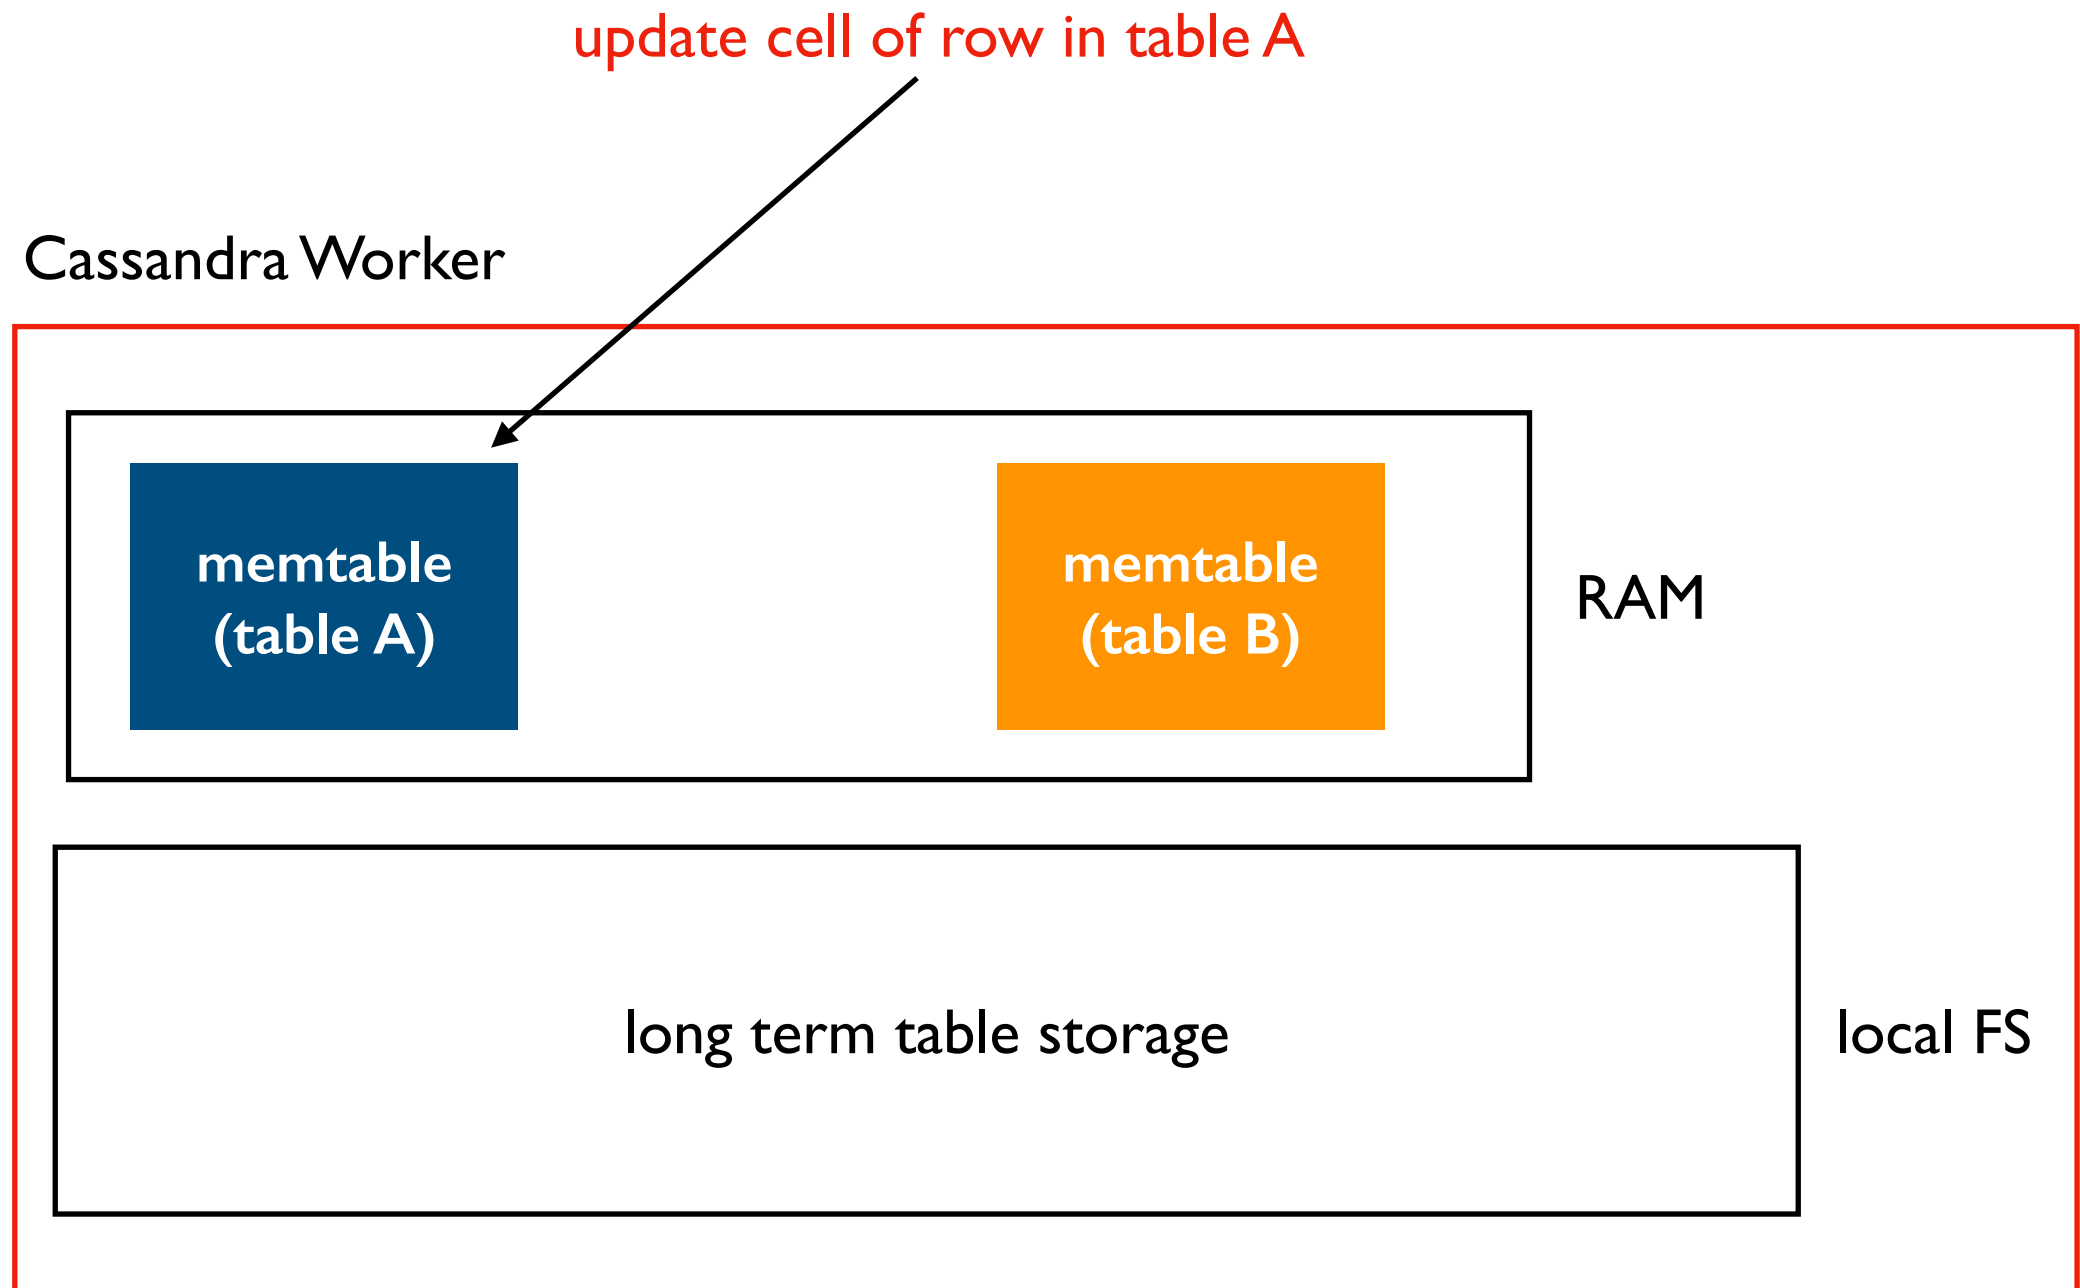 update cell of row in table A
Cassandra Worker
memtable
(table A)
memtable
(table B)
RAM
long term table storage
local FS